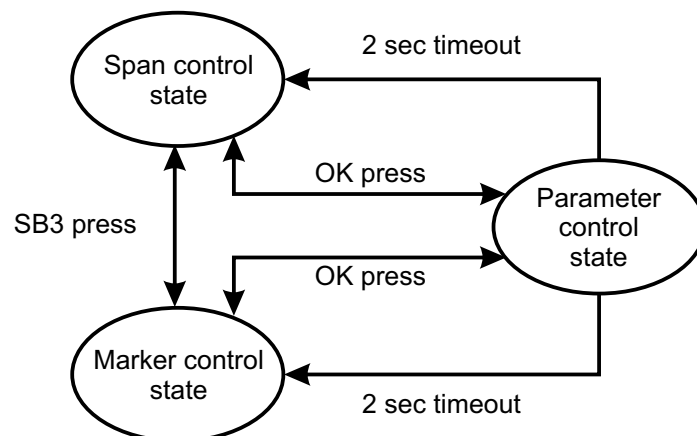 2 sec timeout
Span control
state
OK press
Parameter
control
state
SB3 press
OK press
Marker control
state
2 sec timeout